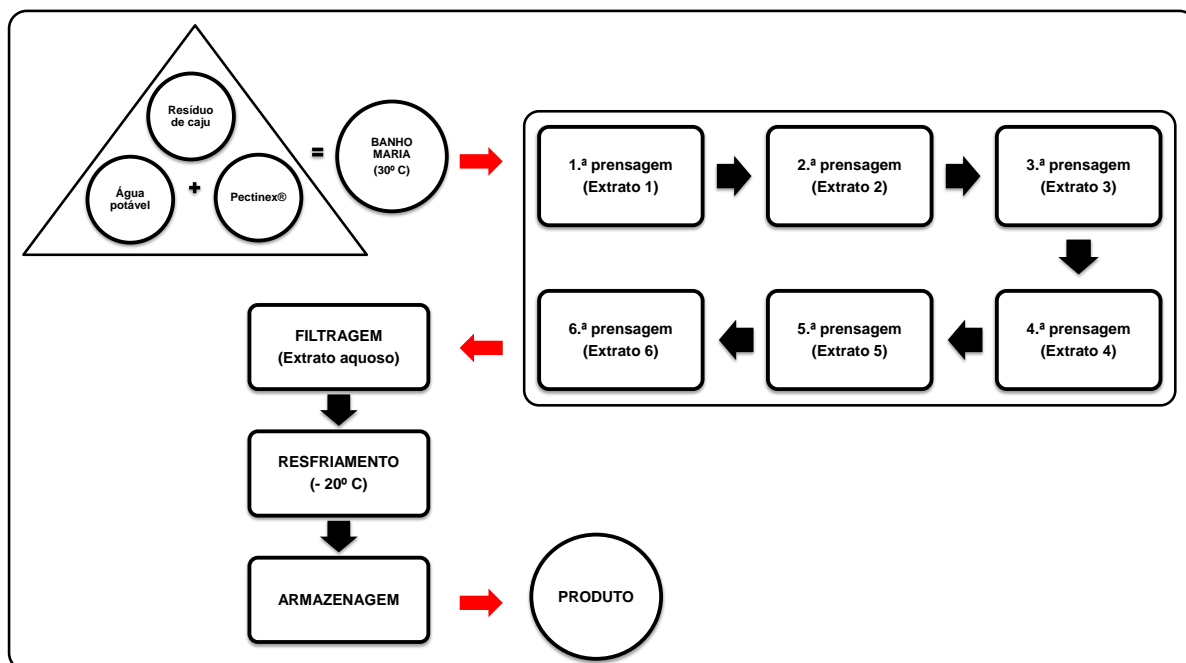 Resíduo
de caju
Água
potável
+
Pectinex®
=
BANHO
MARIA
(30º C)
1.ª prensagem
(Extrato 1)
2.ª prensagem
(Extrato 2)
3.ª prensagem
(Extrato 3)
4.ª prensagem
(Extrato 4)
5.ª prensagem
(Extrato 5)
6.ª prensagem
(Extrato 6)
FILTRAGEM
(Extrato aquoso)
RESFRIAMENTO
(- 20º C)
ARMAZENAGEM
PRODUTO